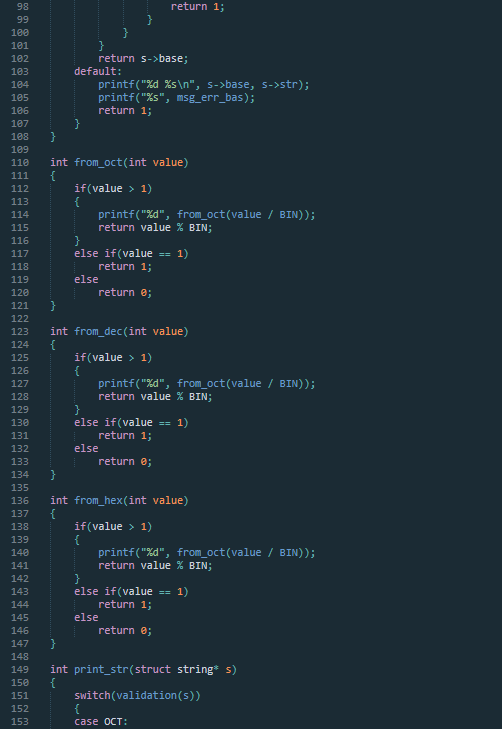 98                     return 1;
99                 }
100             }
101         }
102         return s->base;
103     default:
104         printf("%d %s\n", s->base, s->str);
105         printf("%s", msg_err_bas);
106         return 1;
107     }
108 }
109
110 int from_oct(int value)
111 {
112     if(value > 1)
113     {
114         printf("%d", from_oct(value / BIN));
115         return value % BIN;
116     }
117     else if(value == 1)
118         return 1;
119     else
120         return 0;
121 }
122
123 int from_dec(int value)
124 {
125     if(value > 1)
126     {
127         printf("%d", from_oct(value / BIN));
128         return value % BIN;
129     }
130     else if(value == 1)
131         return 1;
132     else
133         return 0;
134 }
135
136 int from_hex(int value)
137 {
138     if(value > 1)
139     {
140         printf("%d", from_oct(value / BIN));
141         return value % BIN;
142     }
143     else if(value == 1)
144         return 1;
145     else
146         return 0;
147 }
148
149 int print_str(struct string* s)
150 {
151     switch(validation(s))
152     {
153     case OCT: